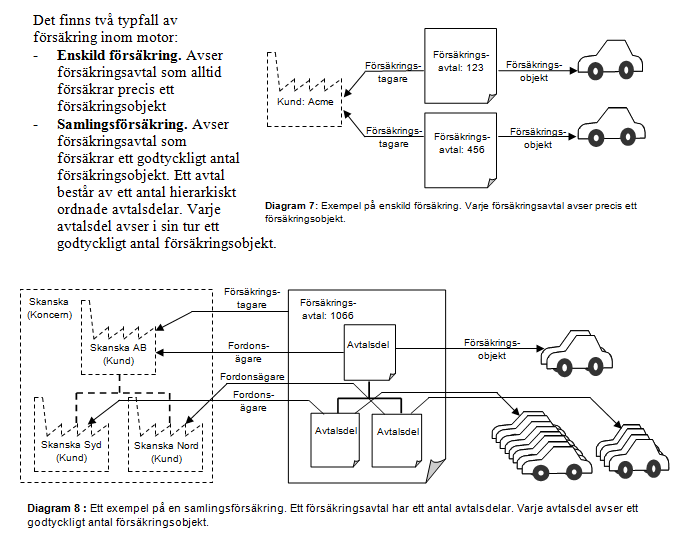 Det finns två typfall av
försäkring inom motor:
- Enskild försäkring. Avser
försäkringsavtal som alltid
försäkrar precis ett
försäkringsobjekt
- Samlingsförsäkring. Avser
försäkringsavtal som
försäkrar ett godtyckligt antal
försäkringsobjekt. Ett avtal
består av ett antal hierarkiskt
ordnade avtalsdelar. Varje
avtalsdel avser i sin tur ett
godtyckligt antal försäkringsobjekt.
Kund: Acme
Försäkrings-
tagare
Försäkrings-
avtal: 123
Försäkrings-
objekt
Försäkrings-
tagare
Försäkrings-
avtal: 456
Försäkrings-
objekt
Diagram 7: Exempel på enskild försäkring. Varje försäkringsavtal avser precis ett
försäkringsobjekt.
Skanska
(Koncern)
Skanska AB
(Kund)
Skanska Syd
(Kund)
Skanska Nord
(Kund)
Försäkrings-
tagare
Fordons-
ägare
Fordonsägare
Fordons-
ägare
Försäkrings-
avtal: 1066
Avtalsdel
Avtalsdel
Avtalsdel
Försäkrings-
objekt
Diagram 8 : Ett exempel på en samlingsförsäkring. Ett försäkringsavtal har ett antal avtalsdelar. Varje avtalsdel avser ett
godtyckligt antal försäkringsobjekt.